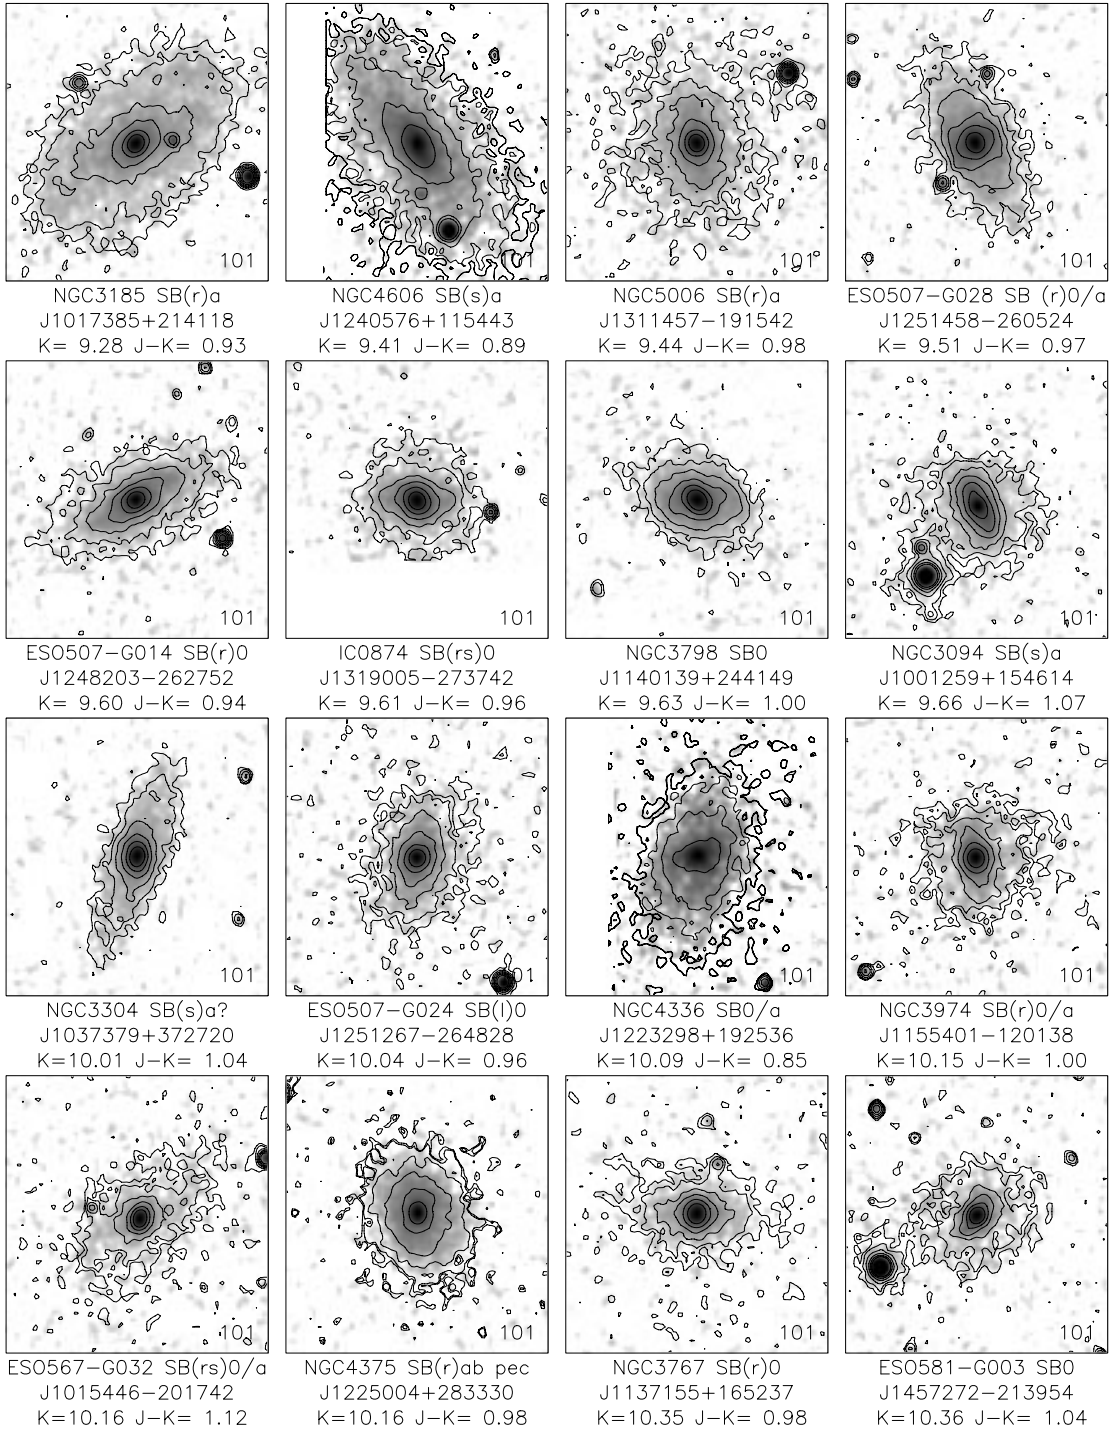 101 101 101 101
NGC3185 SB(r)a NGC4606 SB(s)a NGC5006 SB(r)a ESO507-G028 SB (r)0/a
J1017385+214118 J1240576+115443 J1311457-191542 J1251458-260524
K= 9.28 J-K= 0.93 K= 9.41 J-K= 0.89 K= 9.44 J-K= 0.98 K= 9.51 J-K= 0.97
101 101 101 101
ESO507-G014 SB(r)0 IC0874 SB(rs)0 NGC3798 SB0 NGC3094 SB(s)a
J1248203-262752 J1319005-273742 J1140139+244149 J1001259+154614
K= 9.60 J-K= 0.94 K= 9.61 J-K= 0.96 K= 9.63 J-K= 1.00 K= 9.66 J-K= 1.07
101 101 101 101
NGC3304 SB(s)a? ESO507-G024 SB(l)0 NGC4336 SB0/a NGC3974 SB(r)0/a
J1037379+372720 J1251267-264828 J1223298+192536 J1155401-120138
K=10.01 J-K= 1.04 K=10.04 J-K= 0.96 K=10.09 J-K= 0.85 K=10.15 J-K= 1.00
101 101 101 101
ESO567-G032 SB(rs)0/a NGC4375 SB(r)ab pec NGC3767 SB(r)0 ESO581-G003 SB0
J1015446-201742 J1225004+283330 J1137155+165237 J1457272-213954
K=10.16 J-K= 1.12 K=10.16 J-K= 0.98 K=10.35 J-K= 0.98 K=10.36 J-K= 1.04